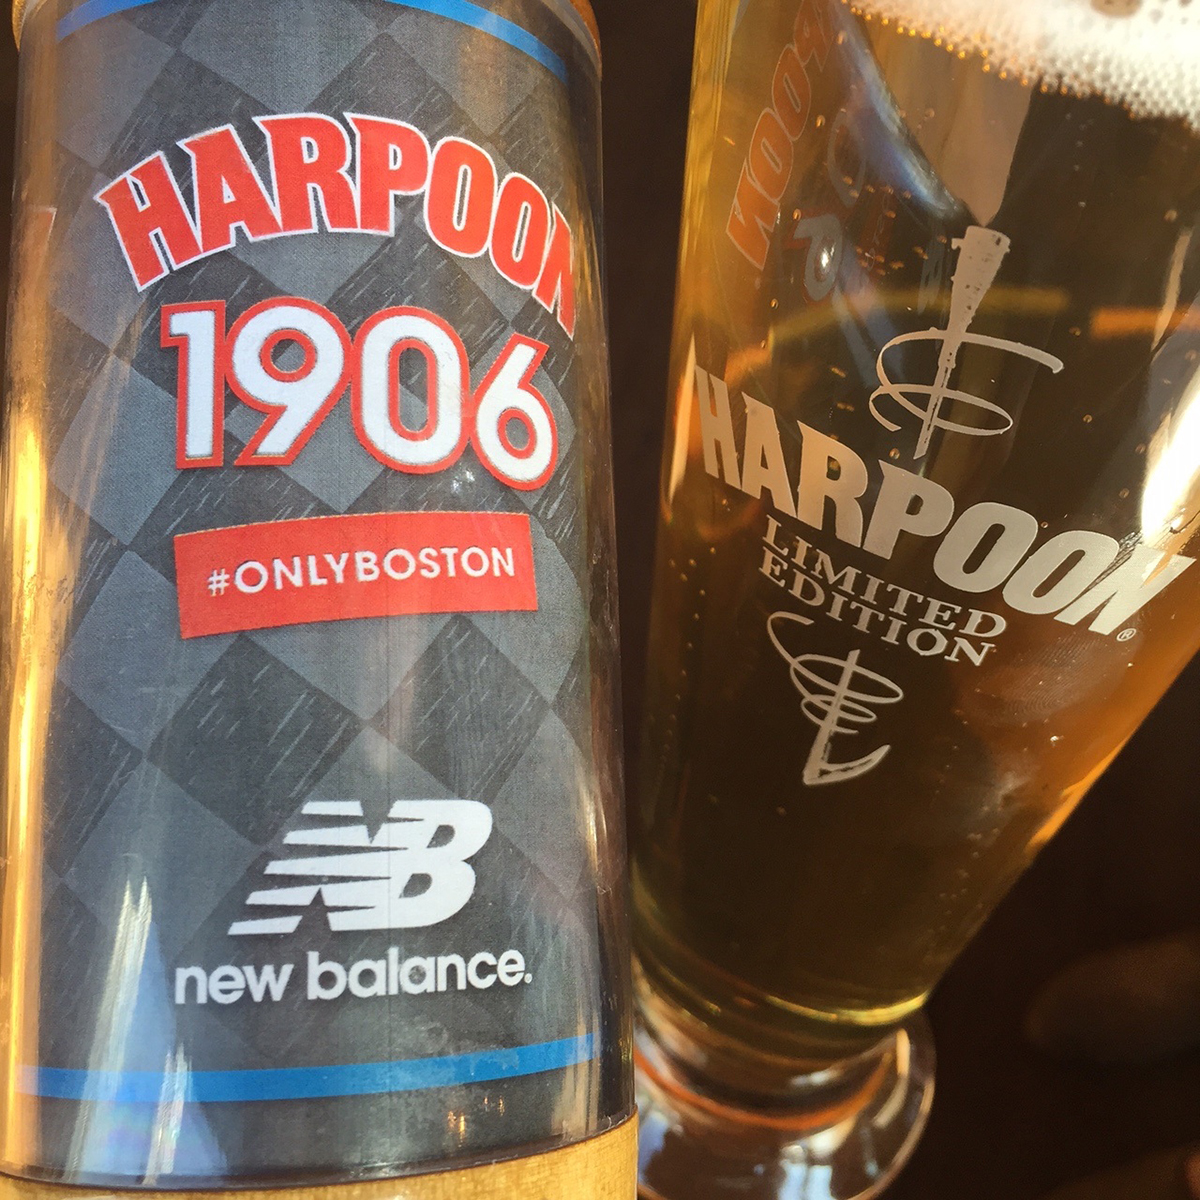 HARPOON
1906
#ONLYBOSTON
NB
new balance.
HARPOON®
LIMITED
EDITION